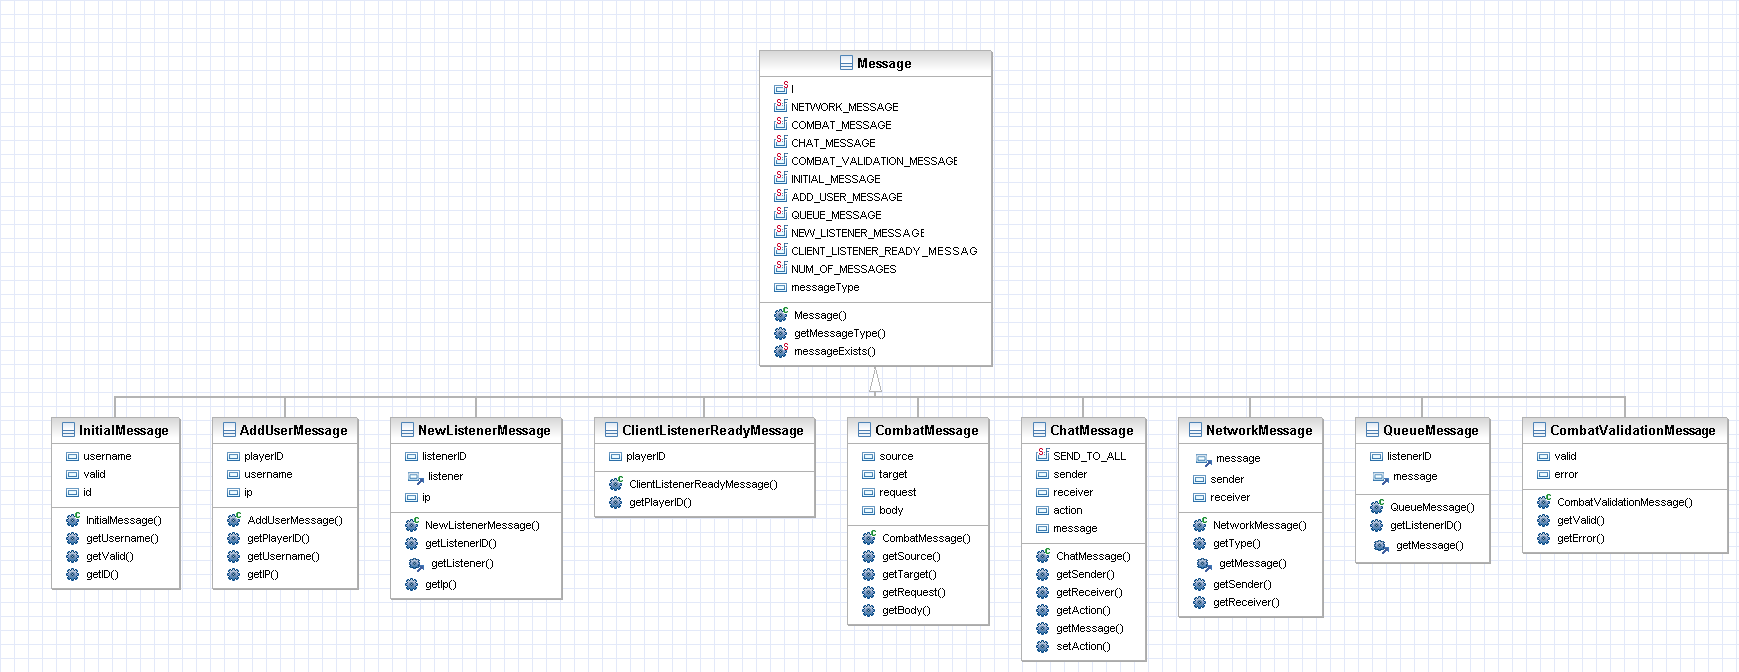 Message
I
NETWORK_MESSAGE
COMBAT_MESSAGE
CHAT_MESSAGE
COMBAT_VALIDATION_MESSAGE
INITIAL_MESSAGE
ADD_USER_MESSAGE
QUEUE_MESSAGE
NEW_LISTENER_MESSAGE
CLIENT_LISTENER_READY_MESSAG
NUM_OF_MESSAGES
messageType
Message()
getMessageType()
messageExists()
InitialMessage
username
valid
id
InitialMessage()
getUsername()
getValid()
getID()
AddUserMessage
playerID
username
ip
AddUserMessage()
getPlayerID()
getUsername()
getIP()
NewListenerMessage
listenerID
listener
ip
NewListenerMessage()
getListenerID()
getListener()
getIp()
ClientListenerReadyMessage
playerID
ClientListenerReadyMessage()
getPlayerID()
CombatMessage
source
target
request
body
CombatMessage()
getSource()
getTarget()
getRequest()
getBody()
ChatMessage
SEND_TO_ALL
sender
receiver
action
message
ChatMessage()
getSender()
getReceiver()
getAction()
getMessage()
setAction()
NetworkMessage
message
sender
receiver
NetworkMessage()
getType()
getMessage()
getSender()
getReceiver()
QueueMessage
listenerID
message
QueueMessage()
getListenerID()
getMessage()
CombatValidationMessage
valid
error
CombatValidationMessage()
getValid()
getError()